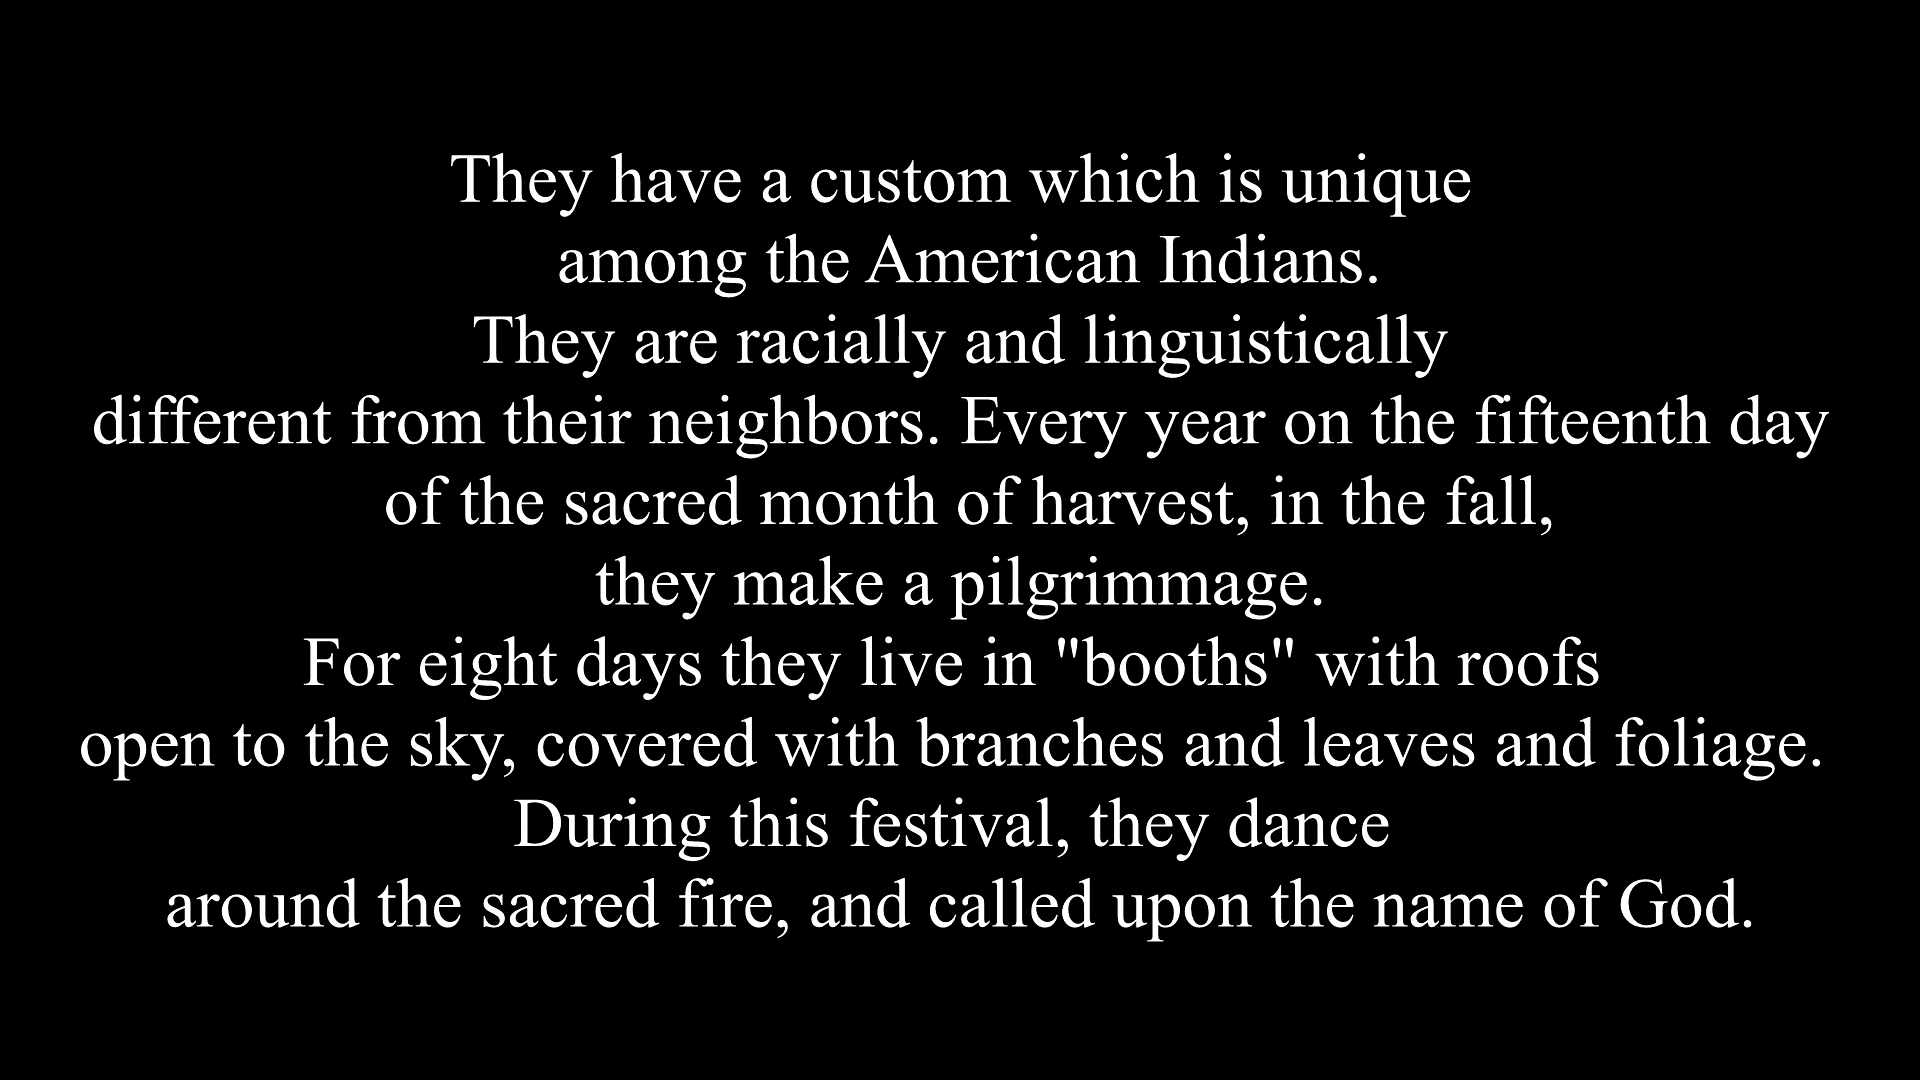 They have a custom which is unique
among the American Indians.
They are racially and linguistically
different from their neighbors. Every year on the fifteenth day
of the sacred month of harvest, in the fall,
they make a pilgrimmage.
For eight days they live in "booths" with roofs
open to the sky, covered with branches and leaves and foliage.
During this festival, they dance
around the sacred fire, and called upon the name of God.